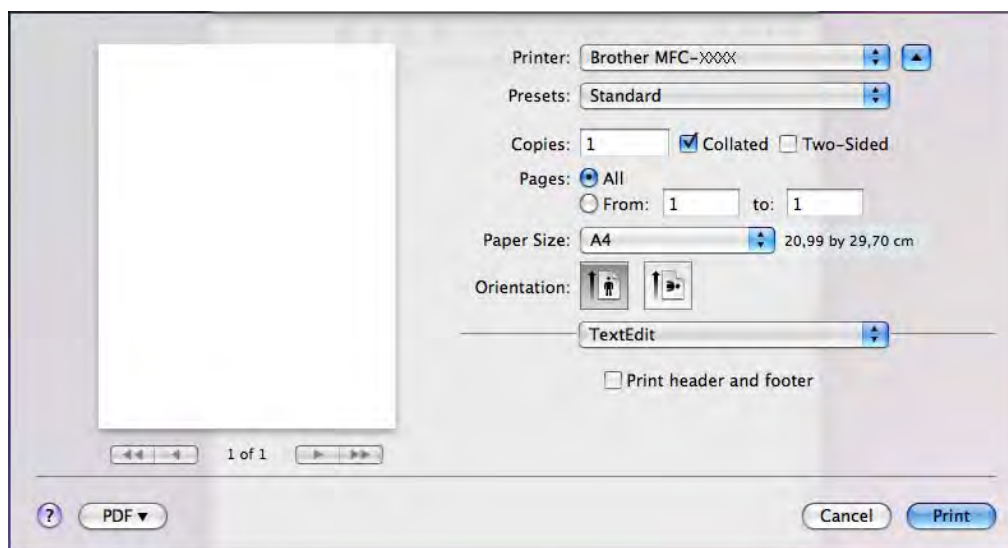 Printer: Brother MFC-XXXX
Presets: Standard
Copies: 1 Collated Two-Sided
Pages: All
From: 1 to: 1
Paper Size: A4 20,99 by 29,70 cm
Orientation:
TextEdit
Print header and footer
1 of 1
? PDF Cancel Print